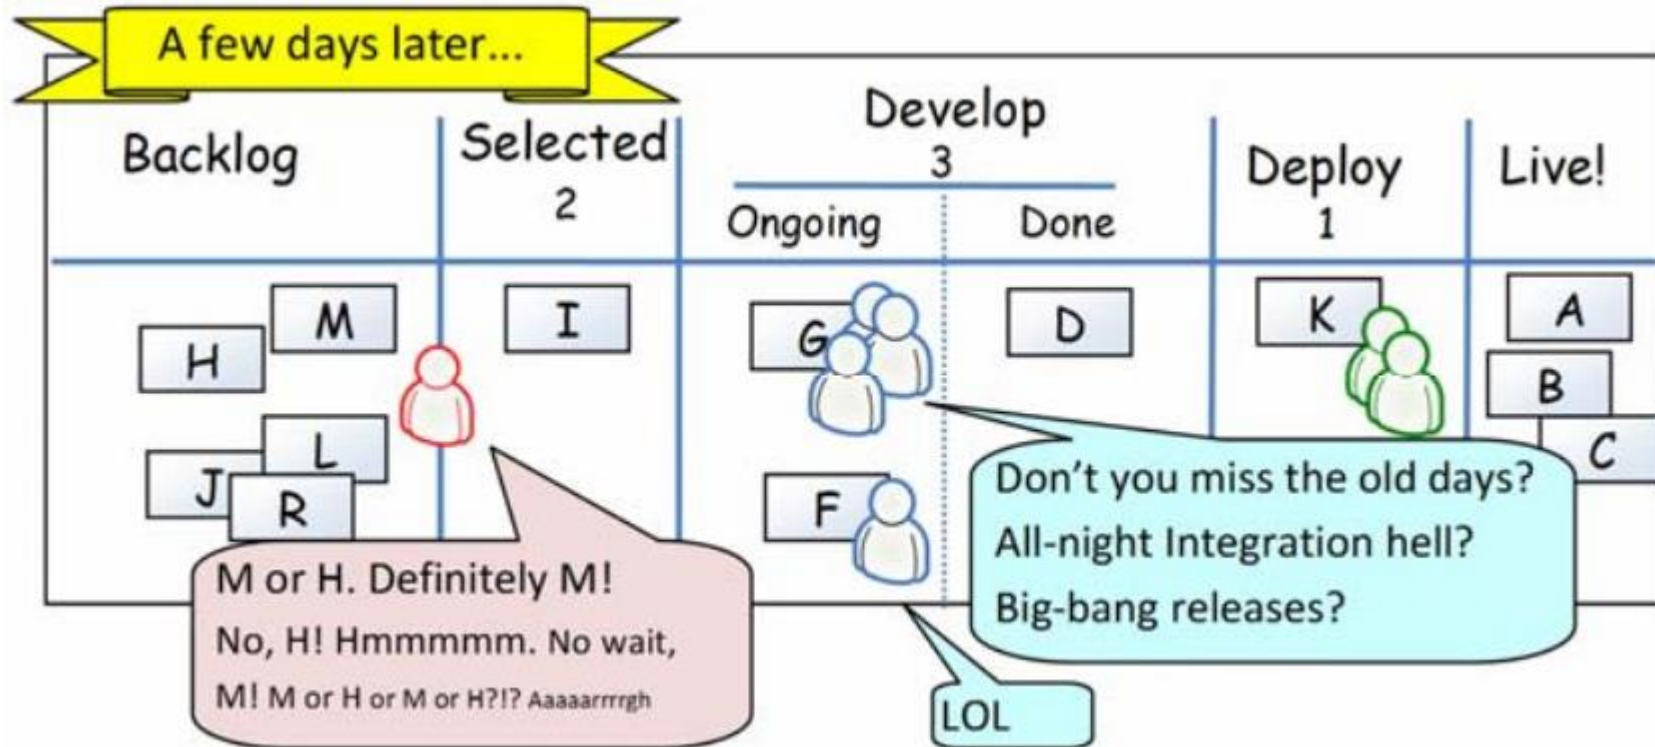 A few days later...
Backlog
Selected
2
Develop
3
Ongoing
Done
Deploy
1
Live!
H
M
J
L
R
I
G
F
D
K
A
B
C
M or H. Definitely M!
No, H! Hmmmmm. No wait,
M! M or H or M or H?!? Aaaaarrrrgh
Don't you miss the old days?
All-night Integration hell?
Big-bang releases?
LOL